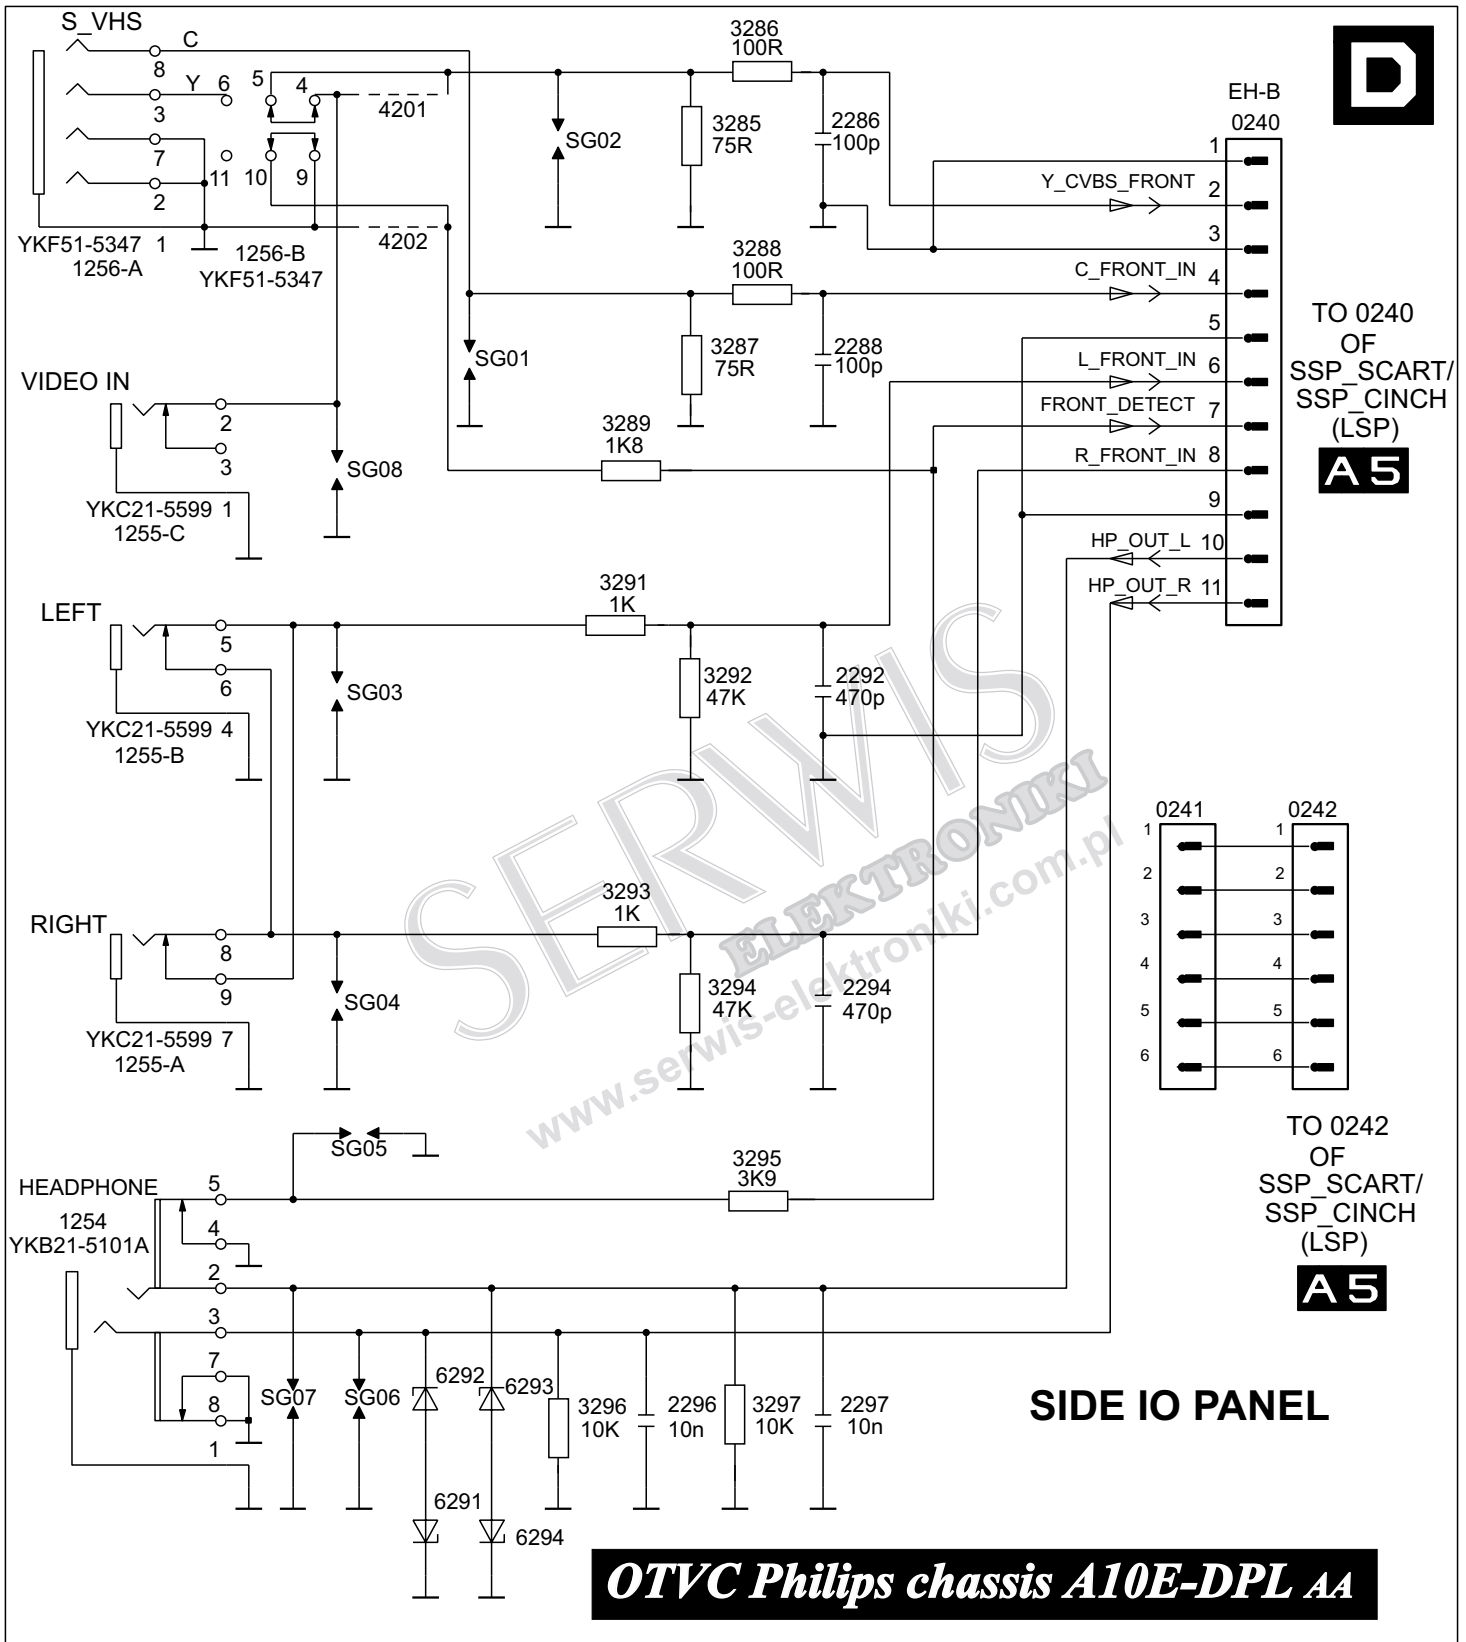 S_VHS
C
8
Y
6
5
4
3
7
11
10
9
2
4201
4202
YKF51-5347 1
1256-A
1256-B
YKF51-5347
SG02
3285
75R
3286
100R
2286
100p
EH-B
0240
D
1
Y_CVBS_FRONT 2
3
C_FRONT_IN 4
5
L_FRONT_IN 6
FRONT_DETECT 7
R_FRONT_IN 8
9
HP_OUT_L 10
HP_OUT_R 11
TO 0240
OF
SSP_SCART/
SSP_CINCH
(LSP)
A5
3288
100R
SG01
3287
75R
2288
100p
VIDEO IN
2
3
YKC21-5599 1
1255-C
SG08
3289
1K8
LEFT
5
6
YKC21-5599 4
1255-B
SG03
3291
1K
3292
47K
2292
470p
RIGHT
8
9
YKC21-5599 7
1255-A
SG04
3293
1K
3294
47K
2294
470p
SERWIS
ELEKTRONIKI
www.serwis-elektroniki.com.pl
0241
0242
1
1
2
2
3
3
4
4
5
5
6
6
TO 0242
OF
SSP_SCART/
SSP_CINCH
(LSP)
A5
SG05
3295
3K9
HEADPHONE
1254
YKB21-5101A
5
4
2
3
7
8
1
SG07
SG06
6292
6293
6291
6294
3296
10K
2296
10n
3297
10K
2297
10n
SIDE IO PANEL
OTVC Philips chassis A10E-DPL AA